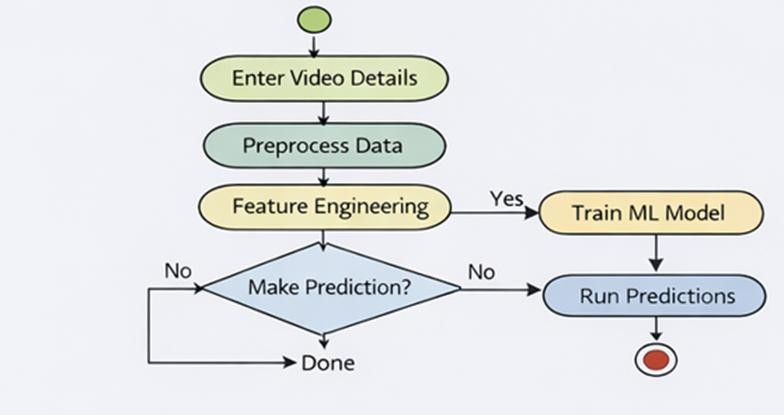 Enter Video Details
Preprocess Data
Feature Engineering
Yes
Train ML Model
No
Make Prediction?
No
Run Predictions
Done